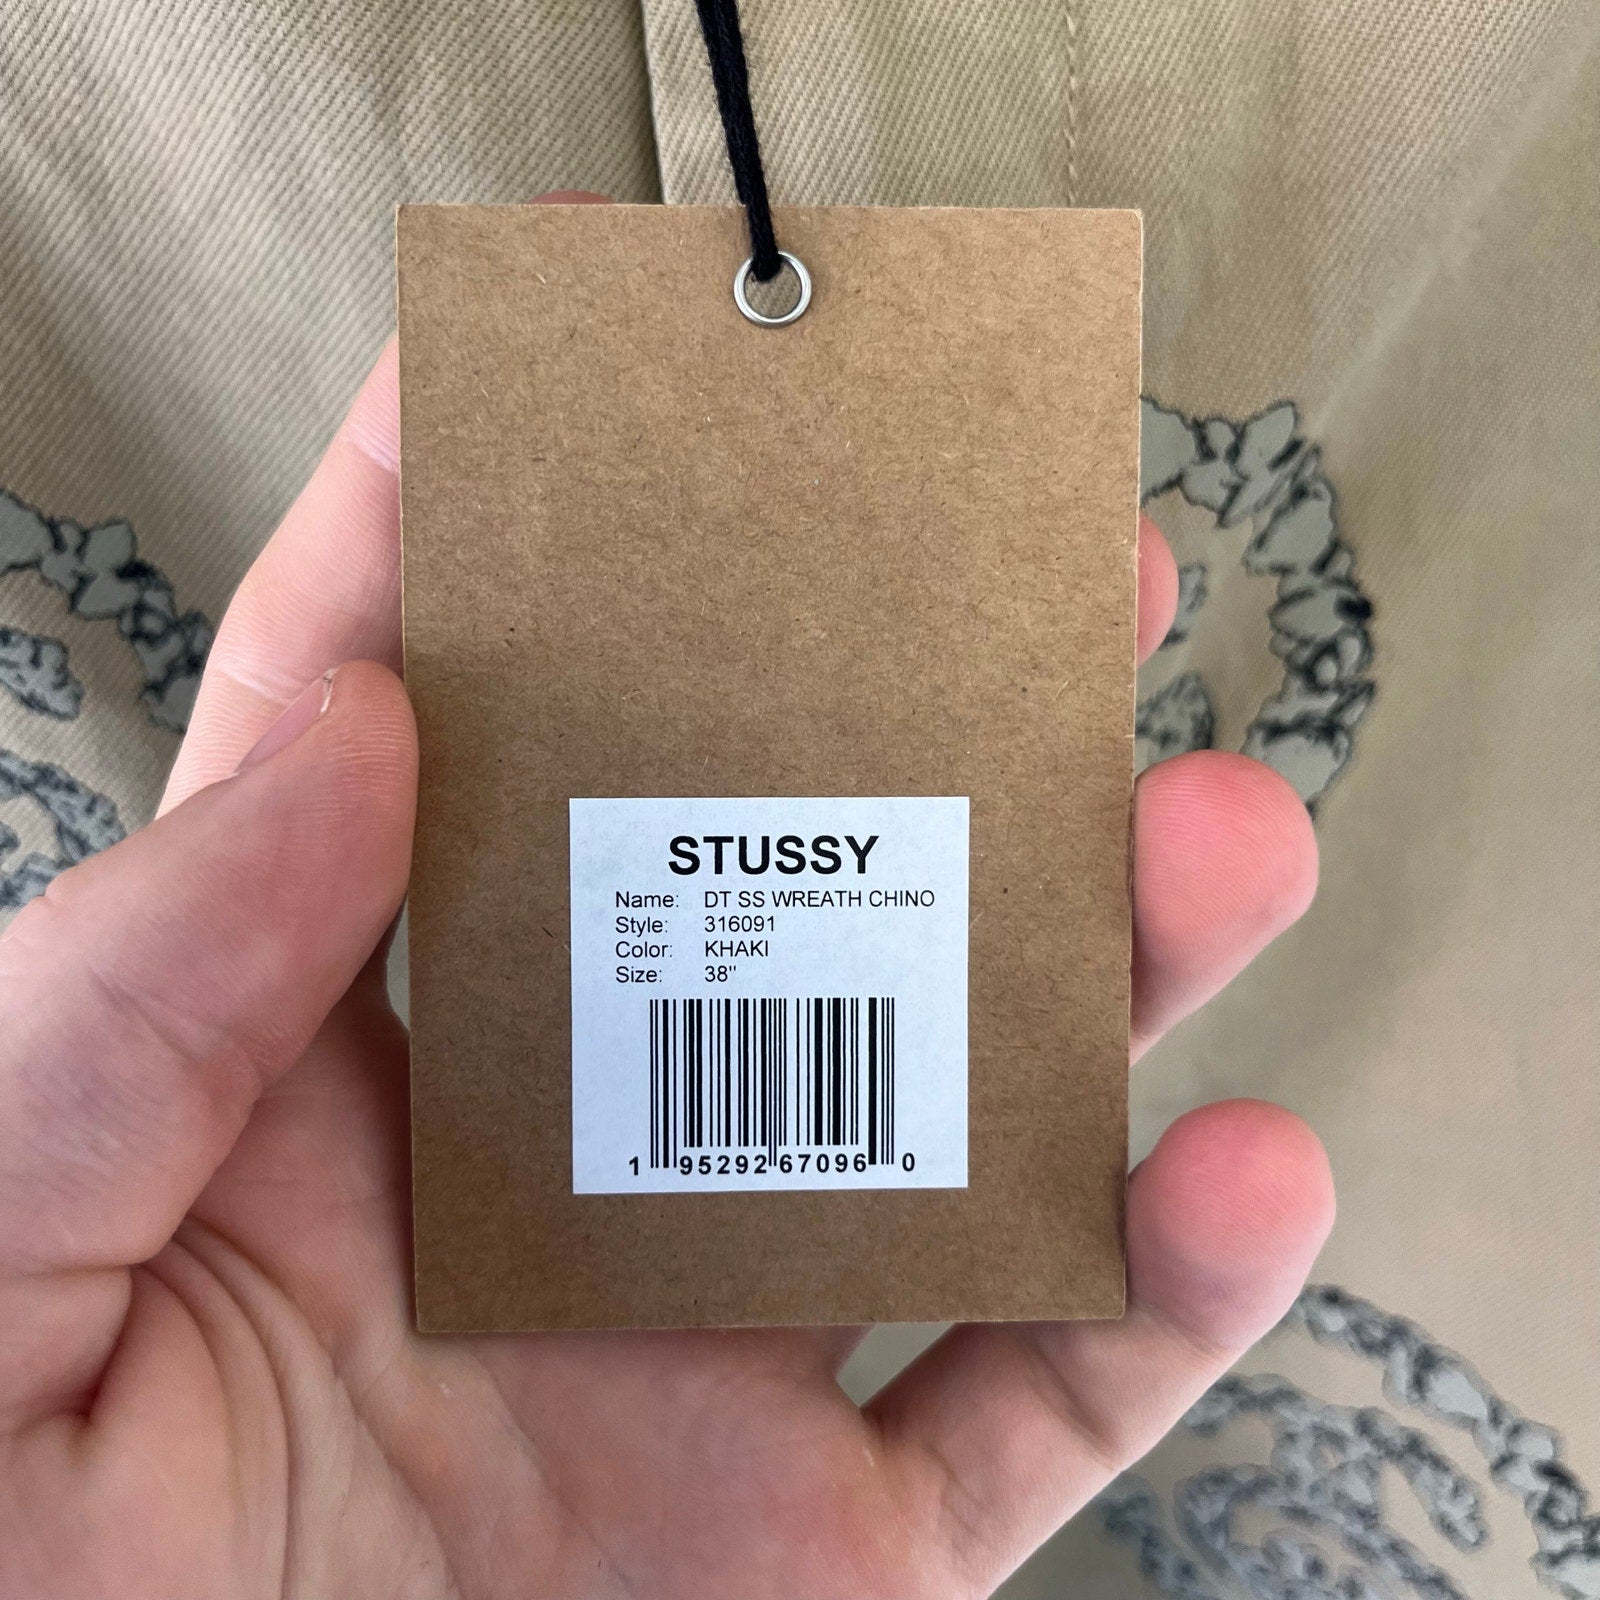 STUSSY
Name: DT SS WREATH CHINO
Style: 316091
Color: KHAKI
Size: 38"
1 95292 67096 0